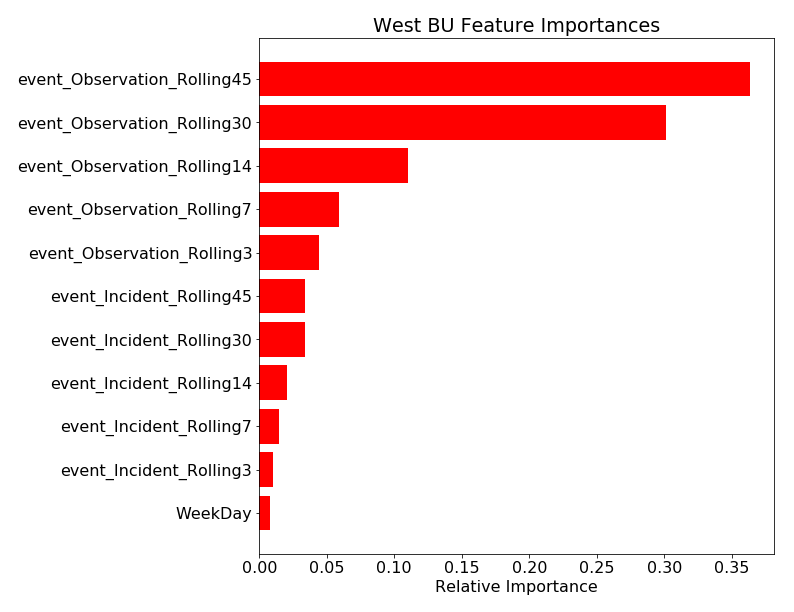 West BU Feature Importances
event_Observation_Rolling45
event_Observation_Rolling30
event_Observation_Rolling14
event_Observation_Rolling7
event_Observation_Rolling3
event_Incident_Rolling45
event_Incident_Rolling30
event_Incident_Rolling14
event_Incident_Rolling7
event_Incident_Rolling3
WeekDay
0.00 0.05 0.10 0.15 0.20 0.25 0.30 0.35
Relative Importance